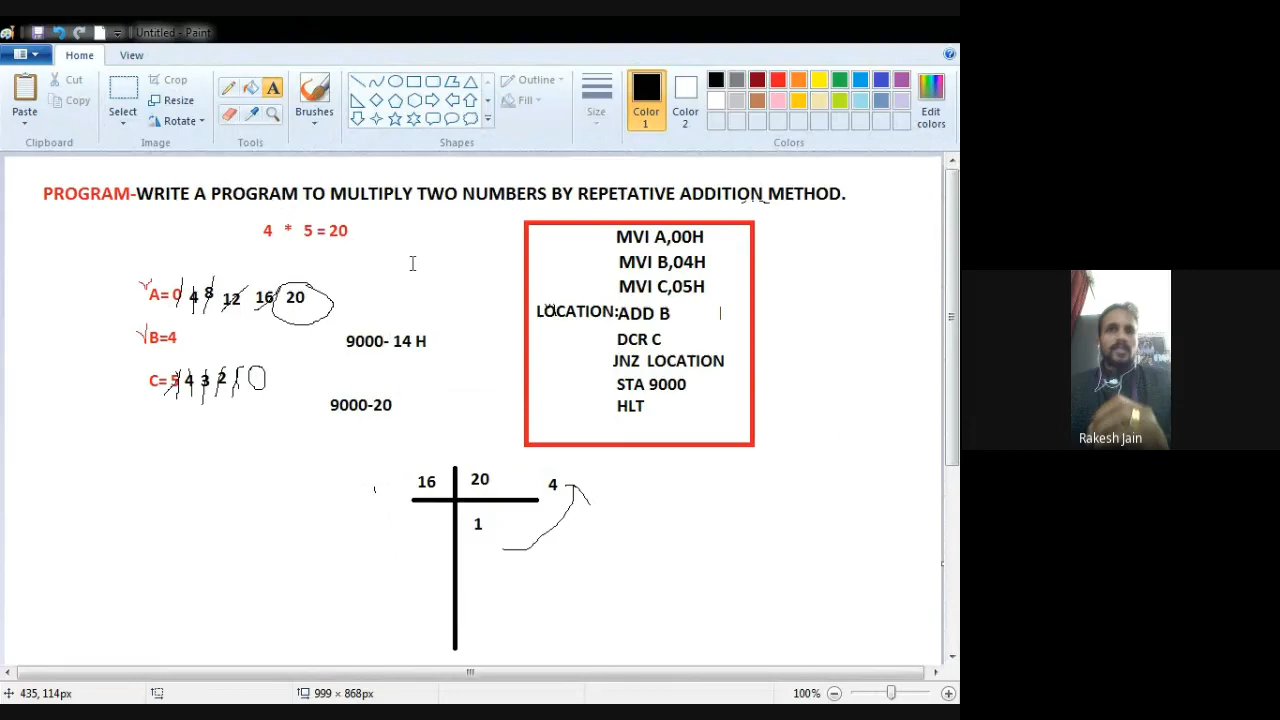 Untitled - Paint
Home View
Paste
Cut
Copy
Clipboard
Select
Crop
Resize
Rotate
Image
A
Tools
Brushes
Outline
Fill
Shapes
Size
Color 1
Color 2
Edit colors
Colors
PROGRAM-WRITE A PROGRAM TO MULTIPLY TWO NUMBERS BY REPETATIVE ADDITION METHOD.
4 * 5 = 20
A= 0 4 8 12 16 20
B=4
C= 5 4 3 2 1 0
9000- 14 H
9000-20
MVI A,00H
MVI B,04H
MVI C,05H
LOCATION:ADD B
DCR C
JNZ LOCATION
STA 9000
HLT
16 20 4
1
Rakesh Jain
435, 114px
999 × 868px
100%